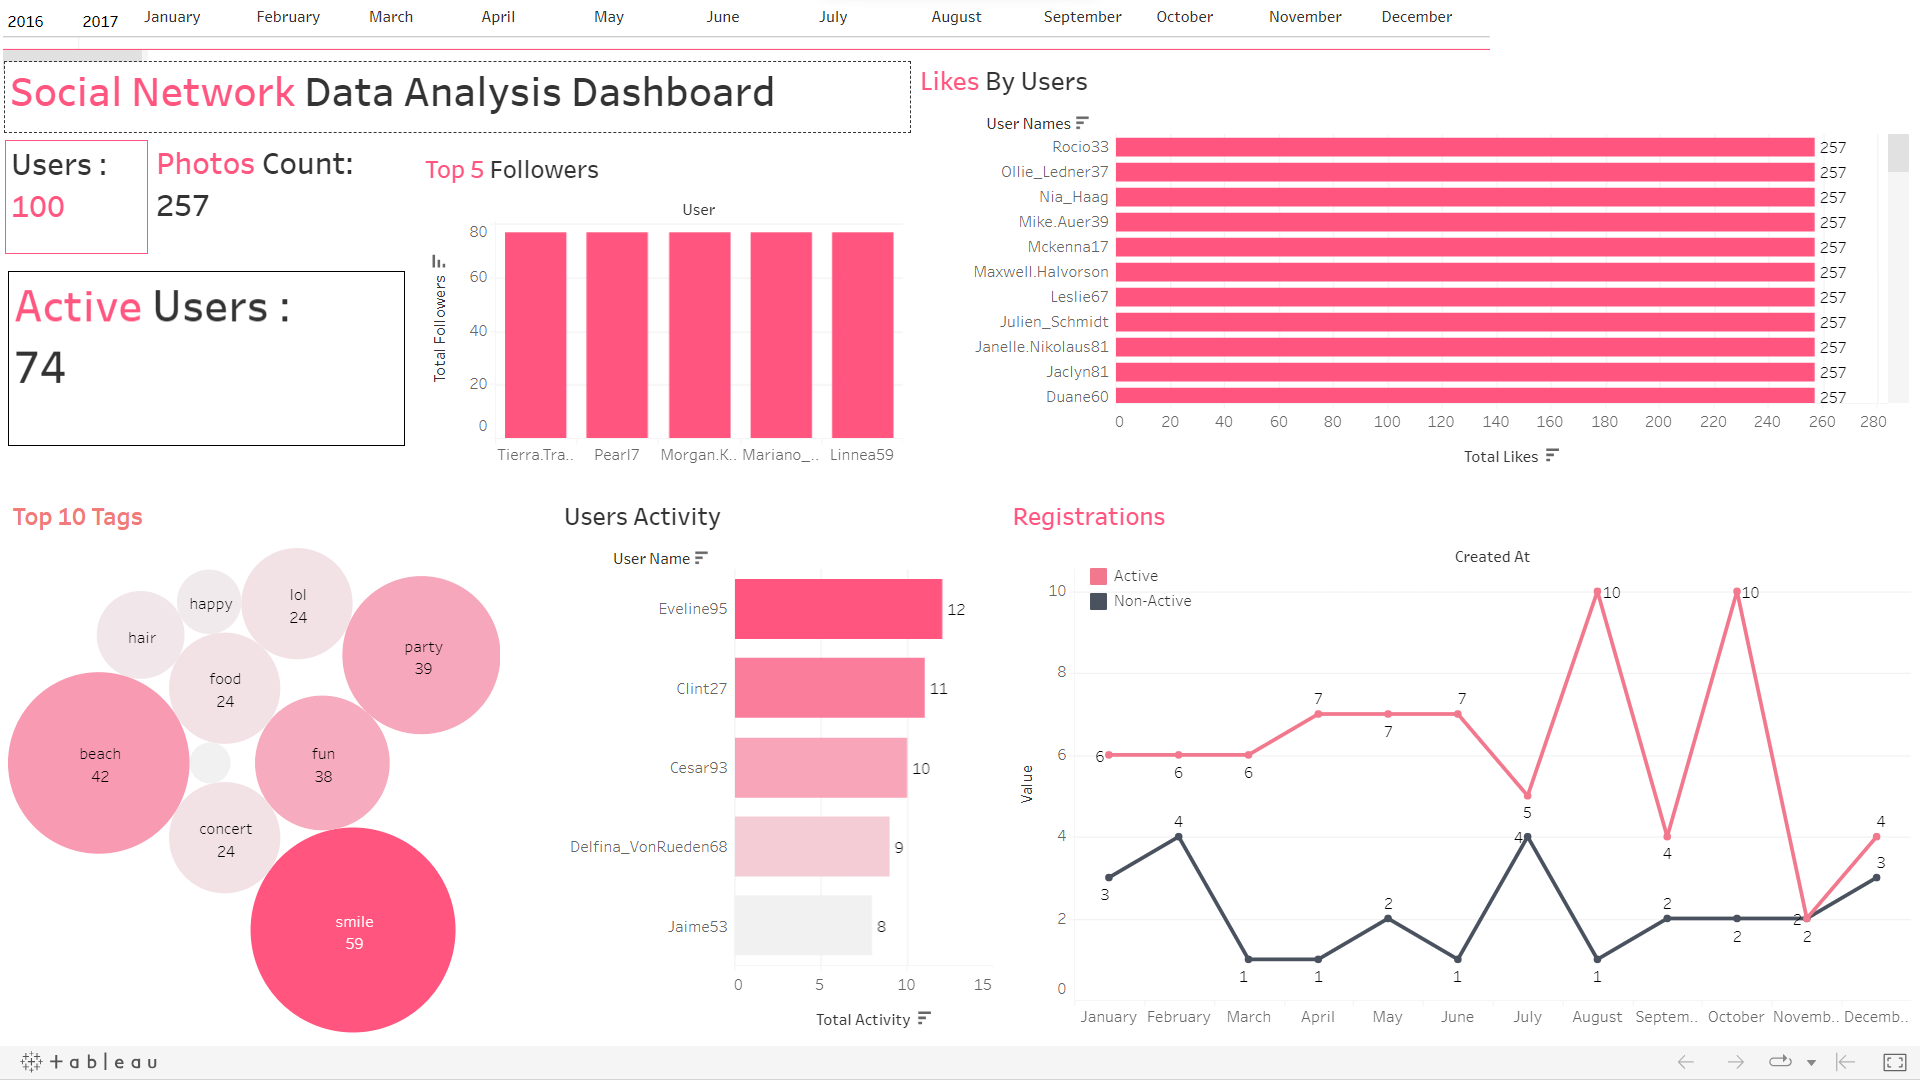 2016 2017 January February March April May June July August September October November December
Social Network Data Analysis Dashboard
Users :
100
Photos Count:
257
Active Users :
74
Top 5 Followers
User
Total Followers
80
60
40
20
0
Tierra.Tra.. Pearl7 Morgan.K.. Mariano_.. Linnea59
Likes By Users
User Names
Rocio33 257
Ollie_Ledner37 257
Nia_Haag 257
Mike.Auer39 257
Mckenna17 257
Maxwell.Halvorson 257
Leslie67 257
Julien_Schmidt 257
Janelle.Nikolaus81 257
Jaclyn81 257
Duane60 257
0 20 40 60 80 100 120 140 160 180 200 220 240 260 280
Total Likes
Top 10 Tags
happy
lol
24
hair
party
39
food
24
beach
42
fun
38
concert
24
smile
59
Users Activity
User Name
Eveline95 12
Clint27 11
Cesar93 10
Delfina_VonRueden68 9
Jaime53 8
0 5 10 15
Total Activity
Registrations
Created At
Active
Non-Active
Value
10
8
6
4
2
0
6 6 6 7 7 7 5 10 4 10 2 4
3 4 1 1 2 1 4 1 2 2 2 3
January February March April May June July August Septem.. October Novemb.. Decemb..
+ a b | e a u